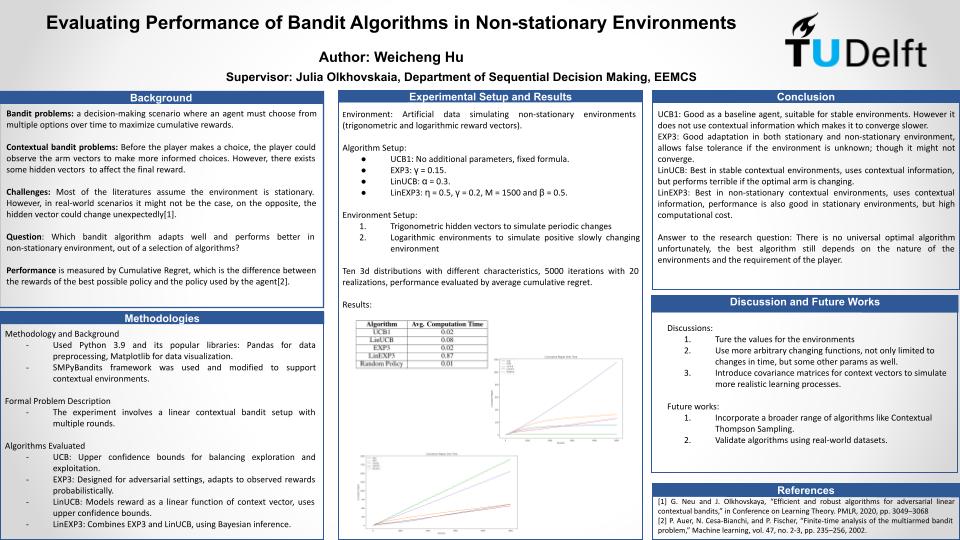 Evaluating Performance of Bandit Algorithms in Non-stationary Environments
Author: Weicheng Hu
Supervisor: Julia Olkhovskaia, Department of Sequential Decision Making, EEMCS
TUDelft
Background
Bandit problems: a decision-making scenario where an agent must choose from
multiple options over time to maximize cumulative rewards.
Contextual bandit problems: Before the player makes a choice, the player could
observe the arm vectors to make more informed choices. However, there exists
some hidden vectors to affect the final reward.
Challenges: Most of the literatures assume the environment is stationary.
However, in real-world scenarios it might not be the case, on the opposite, the
hidden vector could change unexpectedly[1].
Question: Which bandit algorithm adapts well and performs better in
non-stationary environment, out of a selection of algorithms?
Performance is measured by Cumulative Regret, which is the difference between
the rewards of the best possible policy and the policy used by the agent[2].
Methodologies
Methodology and Background
- Used Python 3.9 and its popular libraries: Pandas for data
preprocessing, Matplotlib for data visualization.
- SMPyBandits framework was used and modified to support
contextual environments.
Formal Problem Description
- The experiment involves a linear contextual bandit setup with
multiple rounds.
Algorithms Evaluated
- UCB: Upper confidence bounds for balancing exploration and
exploitation.
- EXP3: Designed for adversarial settings, adapts to observed rewards
probabilistically.
- LinUCB: Models reward as a linear function of context vector, uses
upper confidence bounds.
- LinEXP3: Combines EXP3 and LinUCB, using Bayesian inference.
Experimental Setup and Results
Environment: Artificial data simulating non-stationary environments
(trigonometric and logarithmic reward vectors).
Algorithm Setup:
● UCB1: No additional parameters, fixed formula.
● EXP3: γ = 0.15.
● LinUCB: α = 0.3.
● LinEXP3: η = 0.5, γ = 0.2, M = 1500 and β = 0.5.
Environment Setup:
1. Trigonometric hidden vectors to simulate periodic changes
2. Logarithmic environments to simulate positive slowly changing
environment
Ten 3d distributions with different characteristics, 5000 iterations with 20
realizations, performance evaluated by average cumulative regret.
Results:
Algorithm Avg. Computation Time
UCB1 0.02
LinUCB 0.08
EXP3 0.02
LinEXP3 0.87
Random Policy 0.01
Conclusion
UCB1: Good as a baseline agent, suitable for stable environments. However it
does not use contextual information which makes it to converge slower.
EXP3: Good adaptation in both stationary and non-stationary environment,
allows false tolerance if the environment is unknown; though it might not
converge.
LinUCB: Best in stable contextual environments, uses contextual information,
but performs terrible if the optimal arm is changing.
LinEXP3: Best in non-stationary contextual environments, uses contextual
information, performance is also good in stationary environments, but high
computational cost.
Answer to the research question: There is no universal optimal algorithm
unfortunately, the best algorithm still depends on the nature of the
environments and the requirement of the player.
Discussion and Future Works
Discussions:
1. Ture the values for the environments
2. Use more arbitrary changing functions, not only limited to
changes in time, but some other params as well.
3. Introduce covariance matrices for context vectors to simulate
more realistic learning processes.
Future works:
1. Incorporate a broader range of algorithms like Contextual
Thompson Sampling.
2. Validate algorithms using real-world datasets.
References
[1] G. Neu and J. Olkhovskaya, “Efficient and robust algorithms for adversarial linear
contextual bandits,” in Conference on Learning Theory. PMLR, 2020, pp. 3049–3068
[2] P. Auer, N. Cesa-Bianchi, and P. Fischer, “Finite-time analysis of the multiarmed bandit
problem,” Machine learning, vol. 47, no. 2-3, pp. 235–256, 2002.